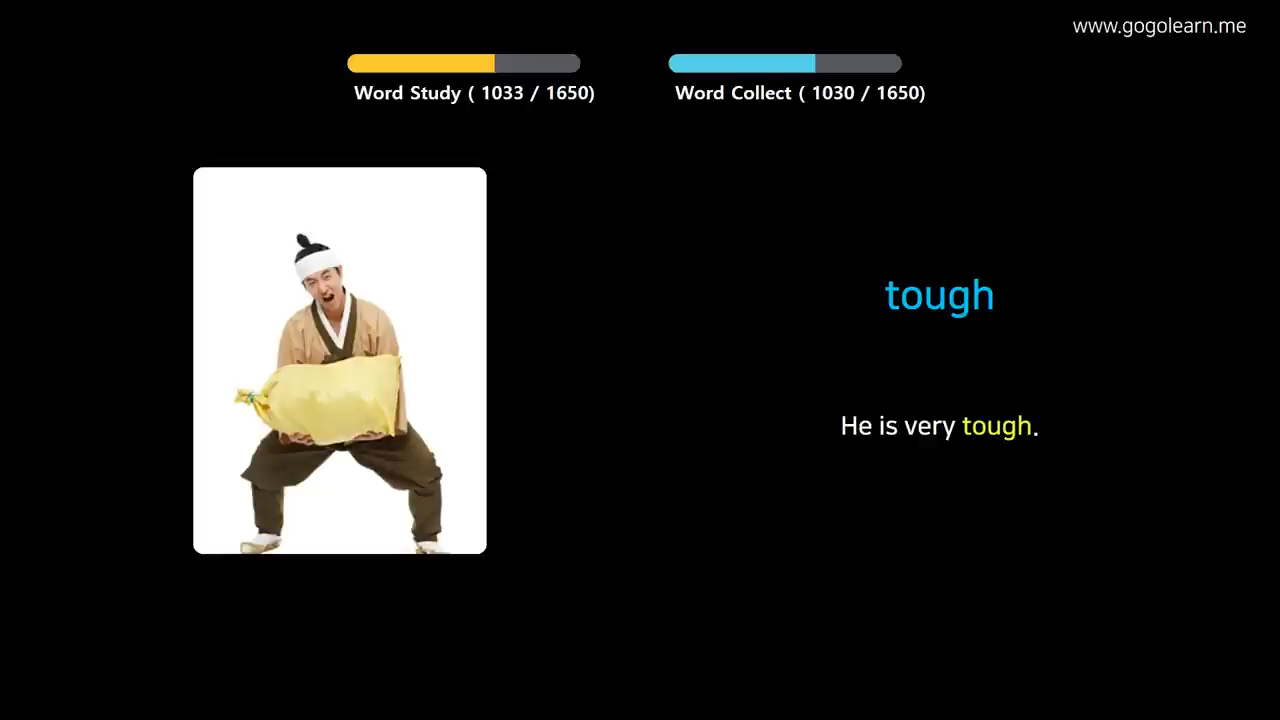 www.gogolearn.me
Word Study ( 1033 / 1650)
Word Collect ( 1030 / 1650)
tough
He is very tough.